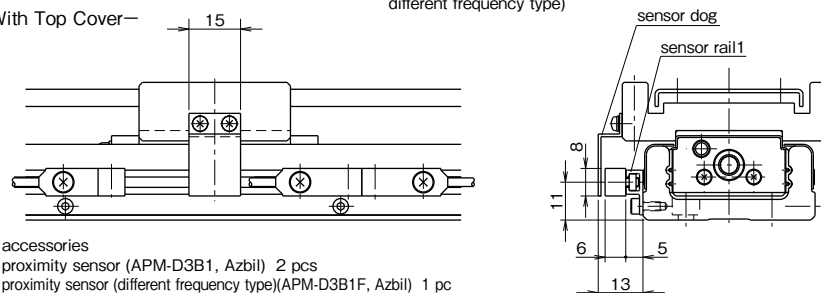 different frequency type)
With Top Cover−
15
sensor dog
sensor rail1
8
11
6
5
13
accessories
proximity sensor (APM-D3B1, Azbil) 2 pcs
proximity sensor (different frequency type)(APM-D3B1F, Azbil) 1 pc